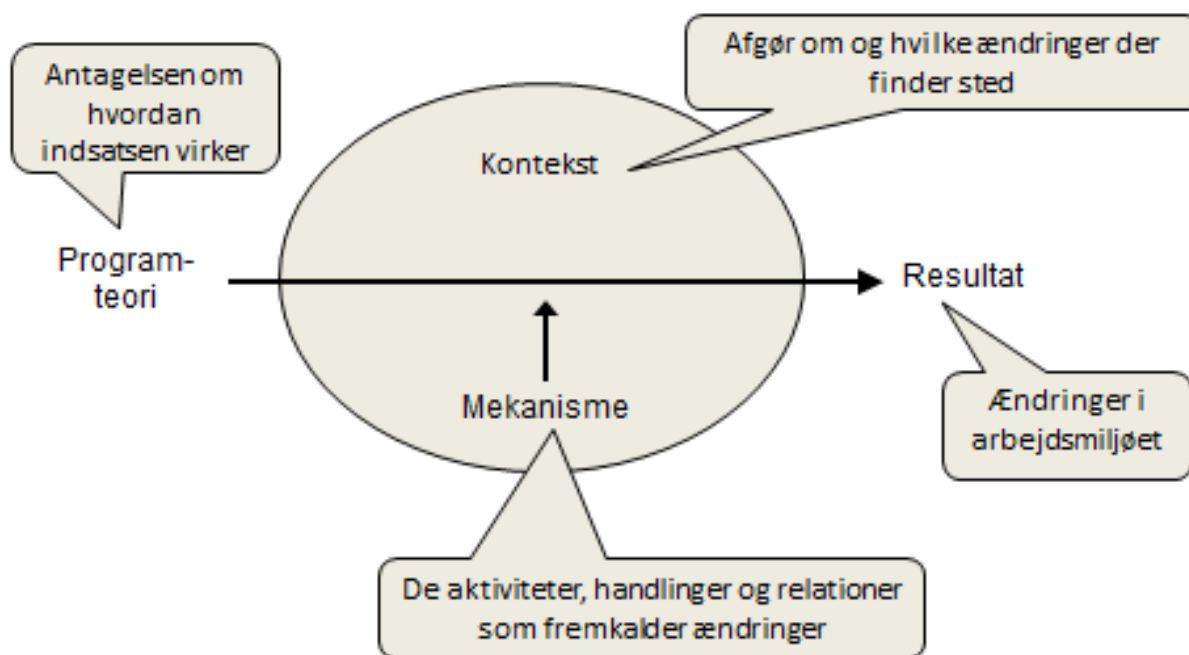 Antagelsen om
hvordan
indsatsen virker
Afgør om og hvilke ændringer der
finder sted
Kontekst
Program-
teori
Resultat
Mekanisme
Ændringer i
arbejdsmiljøet
De aktiviteter, handlinger og relationer
som fremkalder ændringer